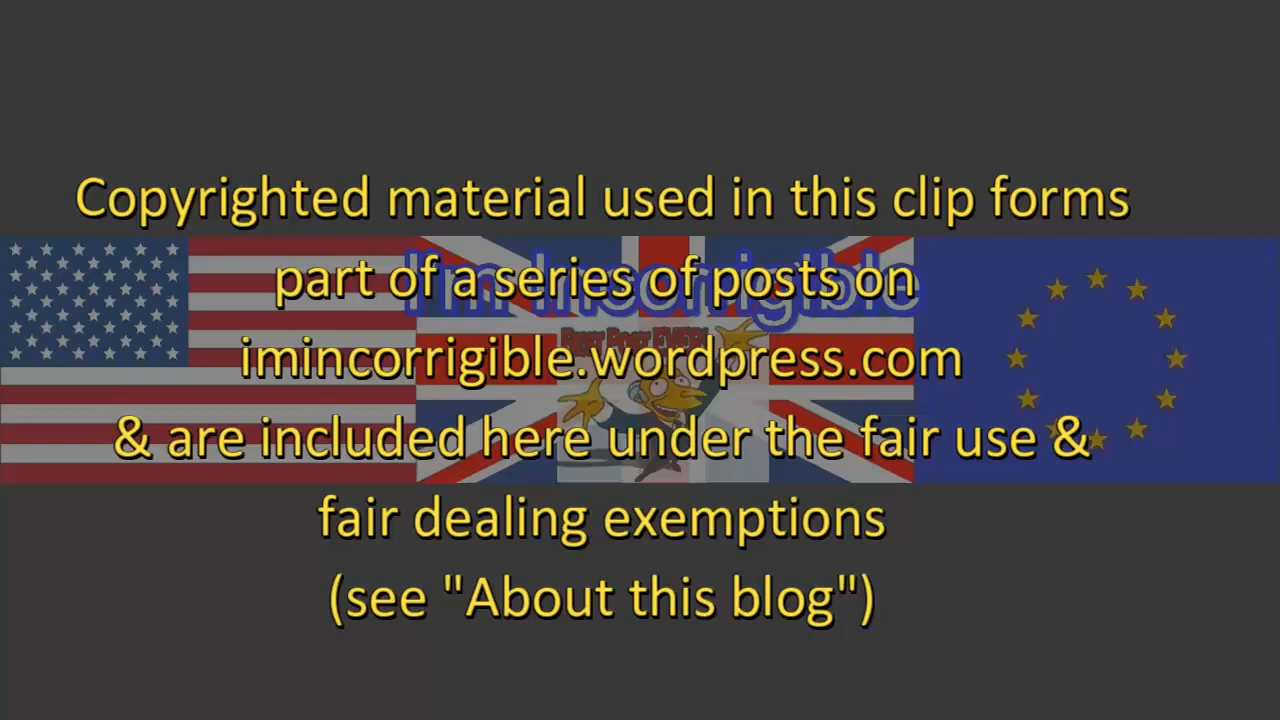 Copyrighted material used in this clip forms
part of a series of posts on
I'm Incorrigible
imincorrigible.wordpress.com
& are included here under the fair use &
fair dealing exemptions
(see "About this blog")